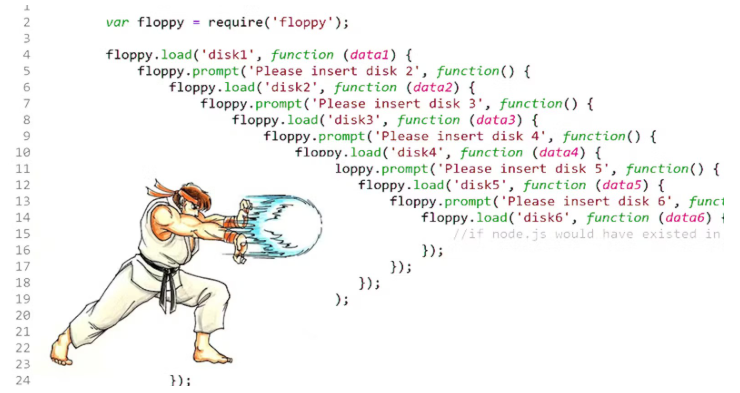 1
2 var floppy = require('floppy');
3
4 floppy.load('disk1', function (data1) {
5 floppy.prompt('Please insert disk 2', function() {
6 floppy.load('disk2', function (data2) {
7 floppy.prompt('Please insert disk 3', function() {
8 floppy.load('disk3', function (data3) {
9 floppy.prompt('Please insert disk 4', function() {
10 floppy.load('disk4', function (data4) {
11 loppy.prompt('Please insert disk 5', function() {
12 floppy.load('disk5', function (data5) {
13 floppy.prompt('Please insert disk 6', funct
14 floppy.load('disk6', function (data6) {
15 //if node.js would have existed in
16 });
17 });
18 });
19 );
20
21
22
23
24 });